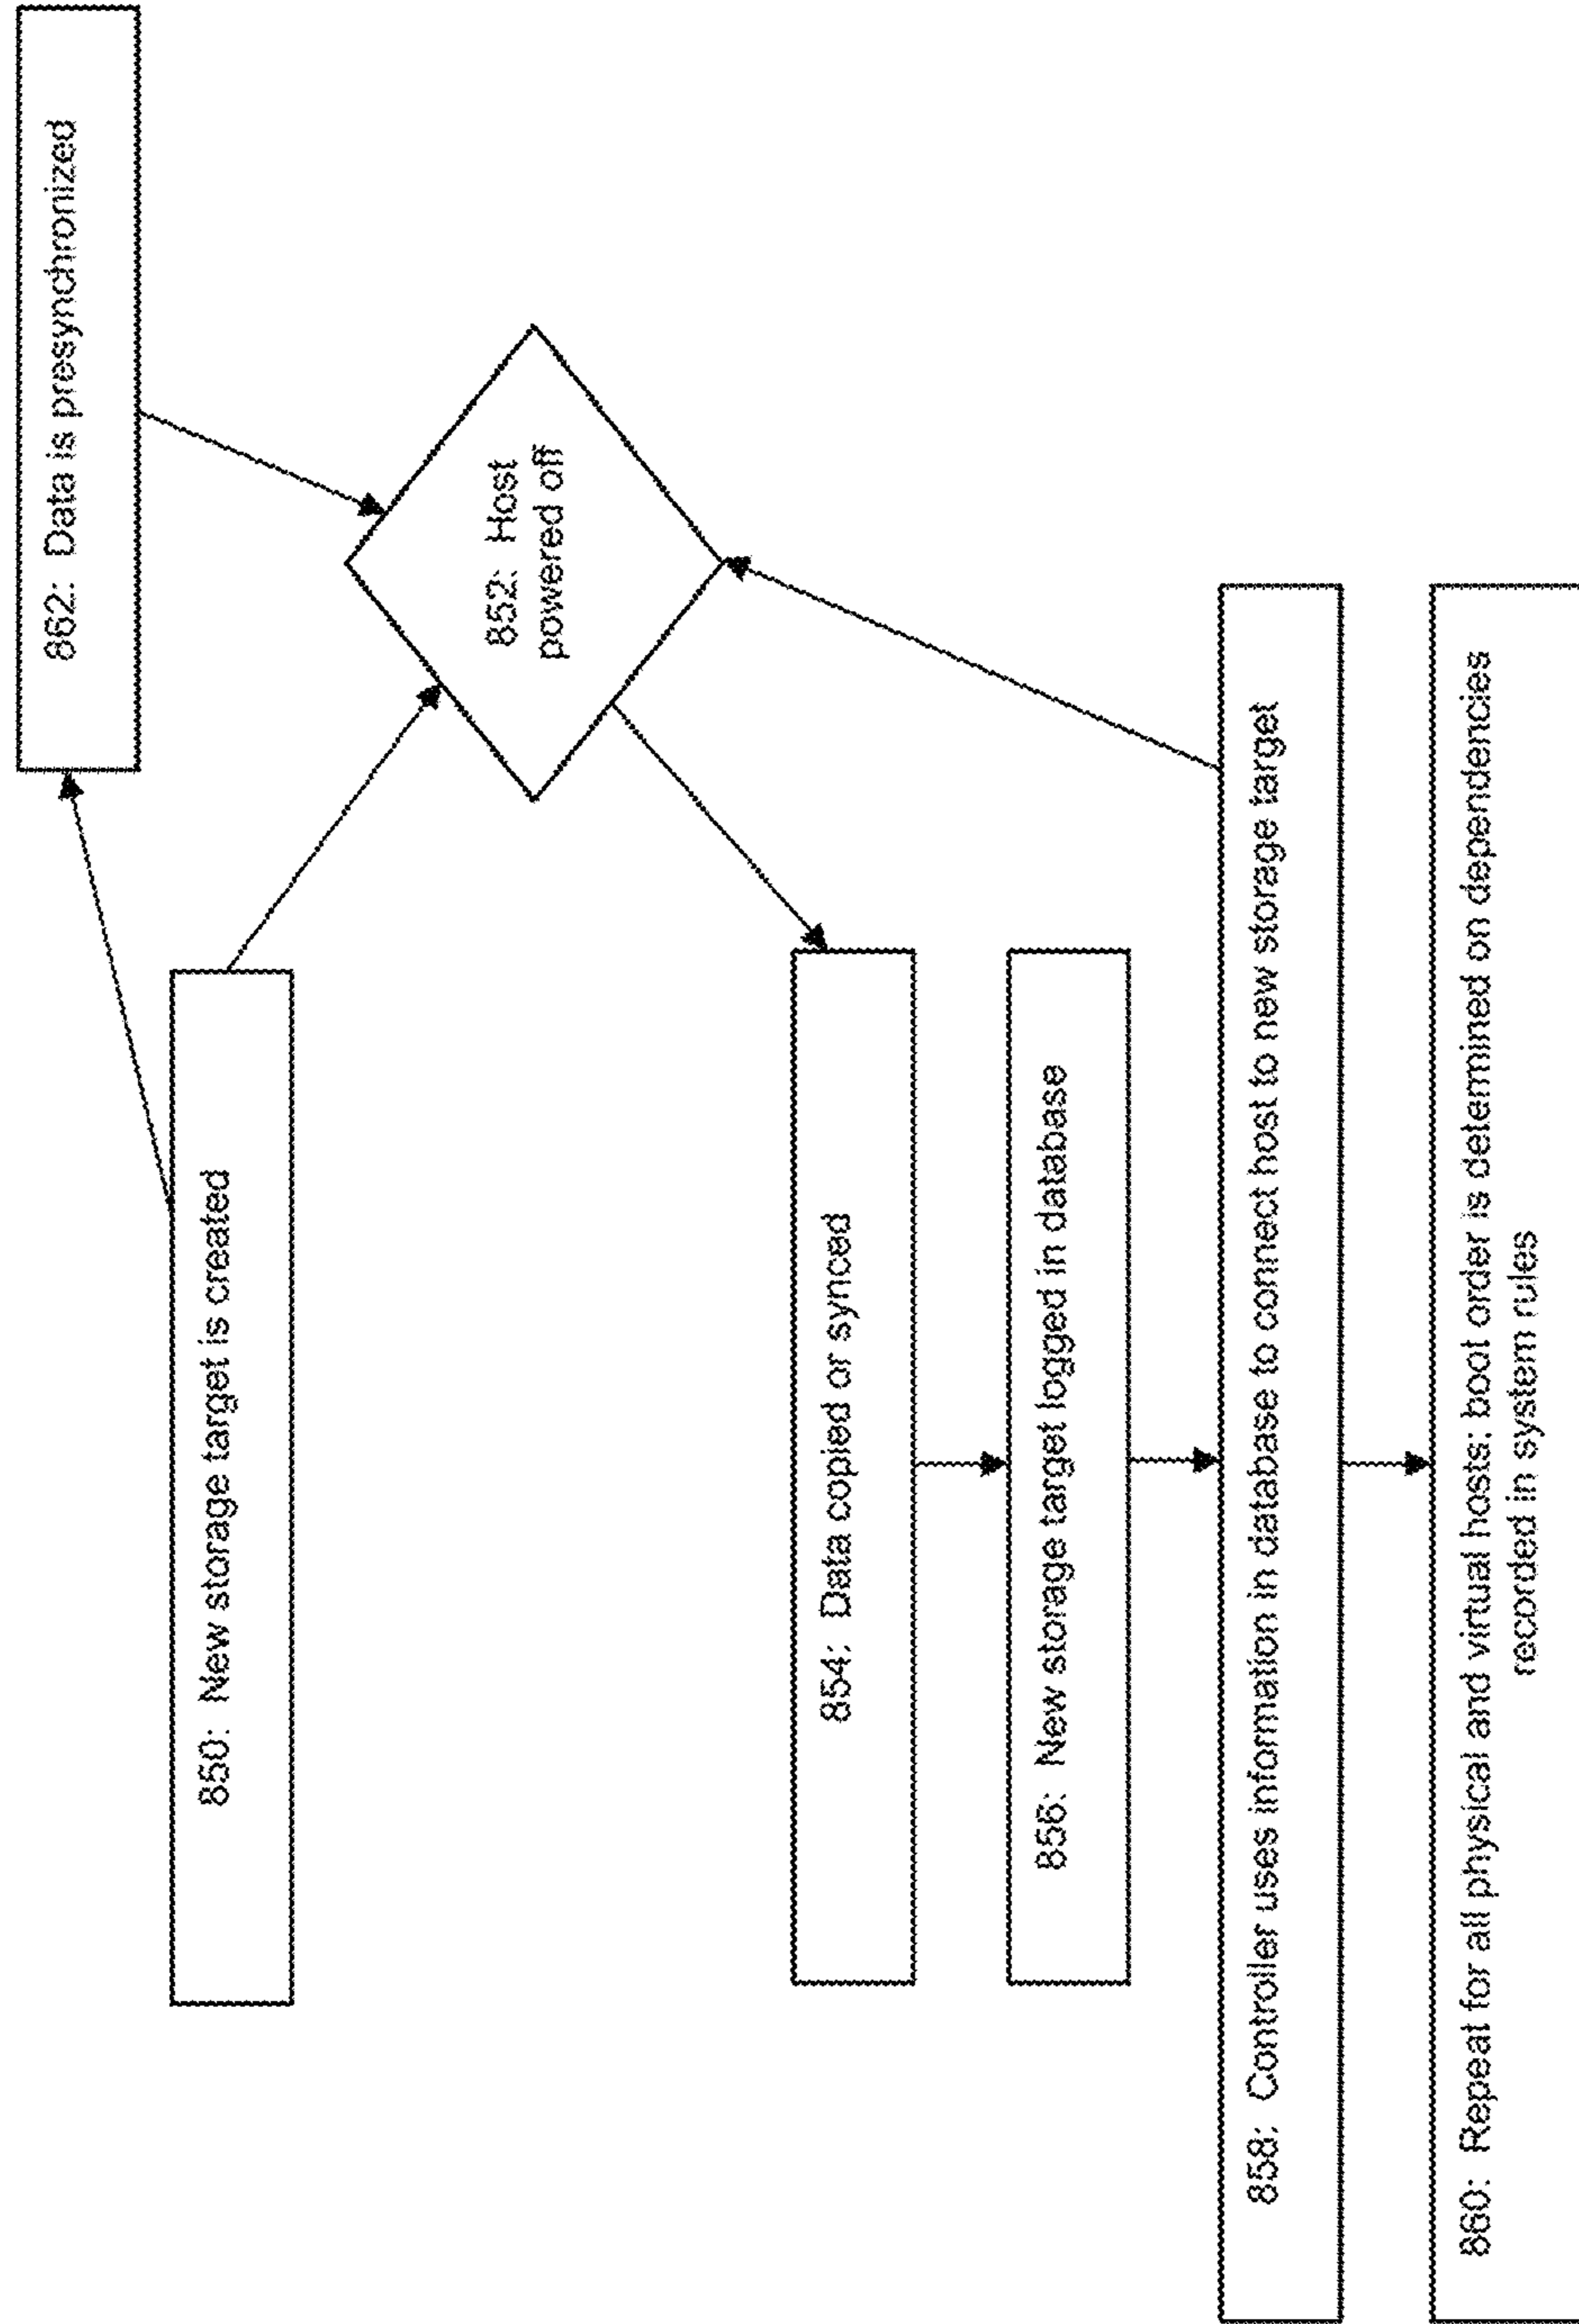 862: Data is presynchronized
850: New storage target is created
852: Host
powered off
854: Data copied or synced
856: New storage target logged in database
858: Controller uses information in database to connect host to new storage target
860: Repeat for all physical and virtual hosts; boot order is determined on dependencies
recorded in system rules